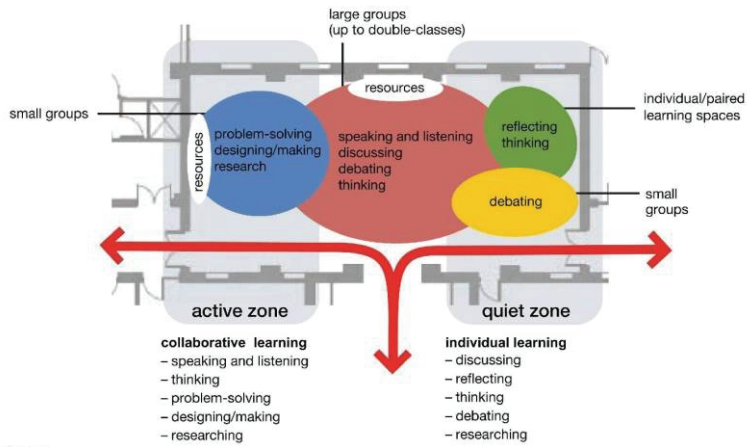 large groups
(up to double-classes)
small groups
resources
individual/paired
learning spaces
resources
problem-solving
designing/making
research
speaking and listening
discussing
debating
thinking
reflecting
thinking
debating
small
groups
active zone
quiet zone
collaborative learning
– speaking and listening
– thinking
– problem-solving
– designing/making
– researching
individual learning
– discussing
– reflecting
– thinking
– debating
– researching